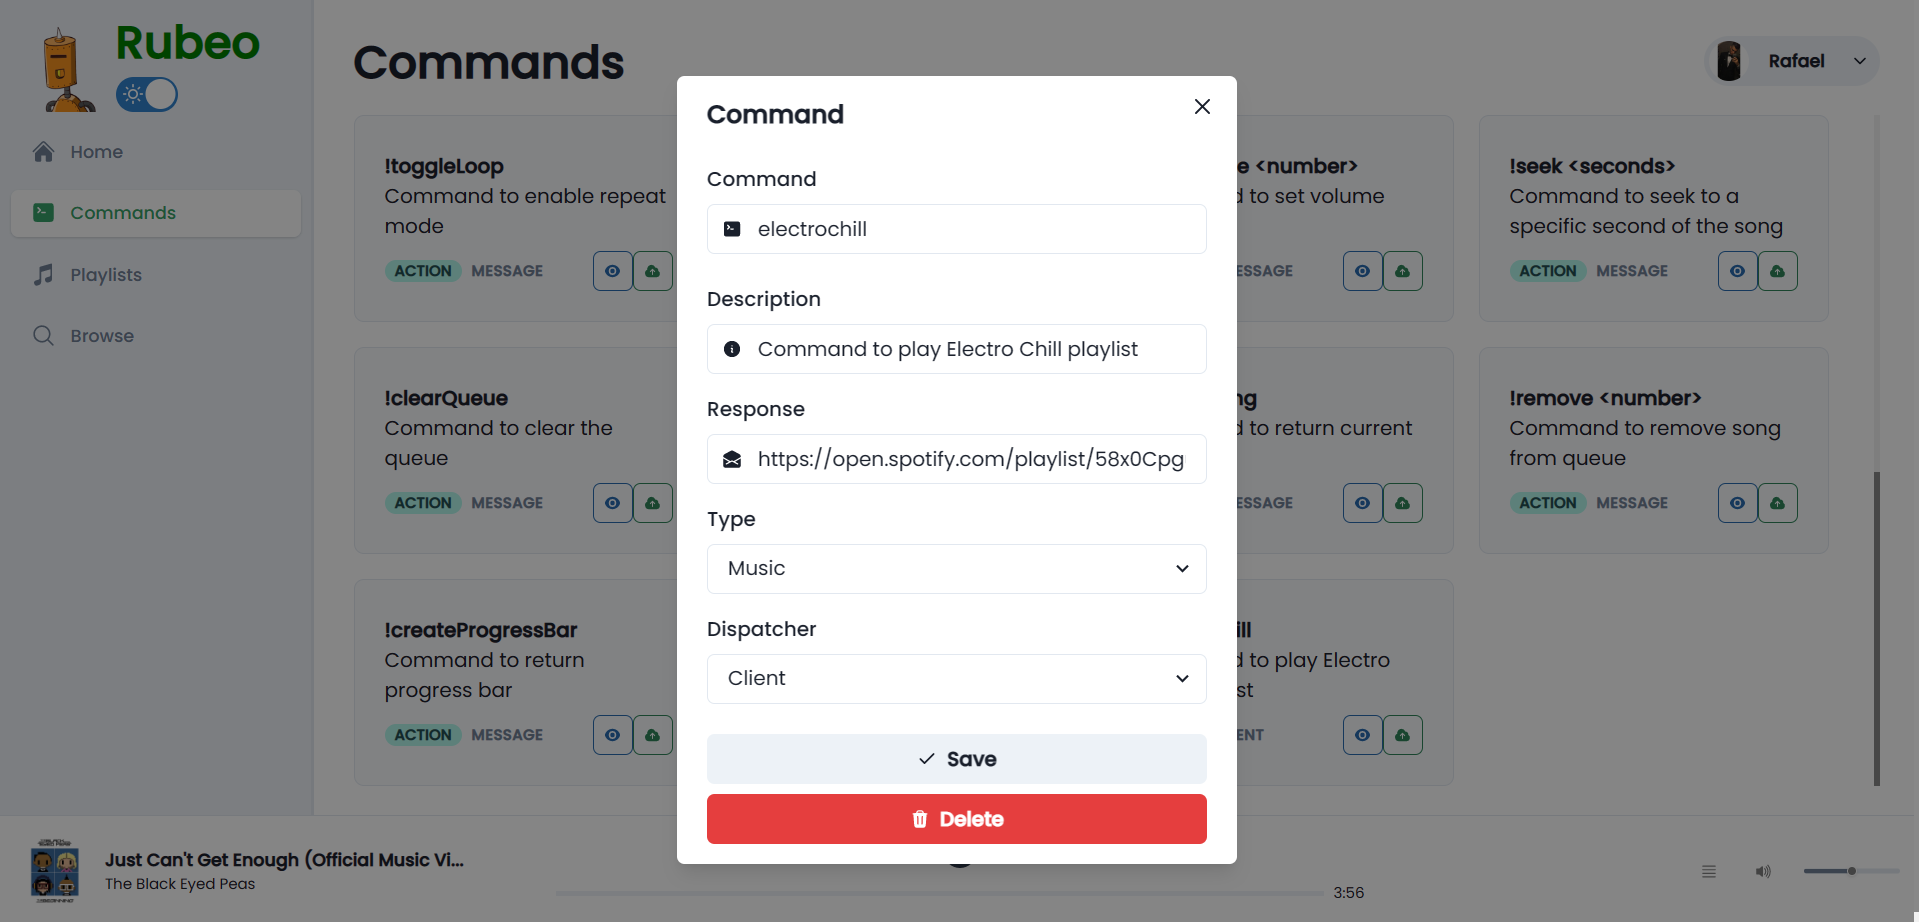 Rubeo
Home
Commands
Playlists
Browse
Commands
Rafael
!toggleLoop
Command to enable repeat
mode
ACTION MESSAGE
!clearQueue
Command to clear the
queue
ACTION MESSAGE
!createProgressBar
Command to return
progress bar
ACTION MESSAGE
Command
Command
electrochill
Description
Command to play Electro Chill playlist
Response
https://open.spotify.com/playlist/58x0Cpg
Type
Music
Dispatcher
Client
Save
Delete
e <number>
d to set volume
ESSAGE
ng
d to return current
ESSAGE
ill
d to play Electro
st
ENT
!seek <seconds>
Command to seek to a
specific second of the song
ACTION MESSAGE
!remove <number>
Command to remove song
from queue
ACTION MESSAGE
Just Can't Get Enough (Official Music Vi...
The Black Eyed Peas
3:56